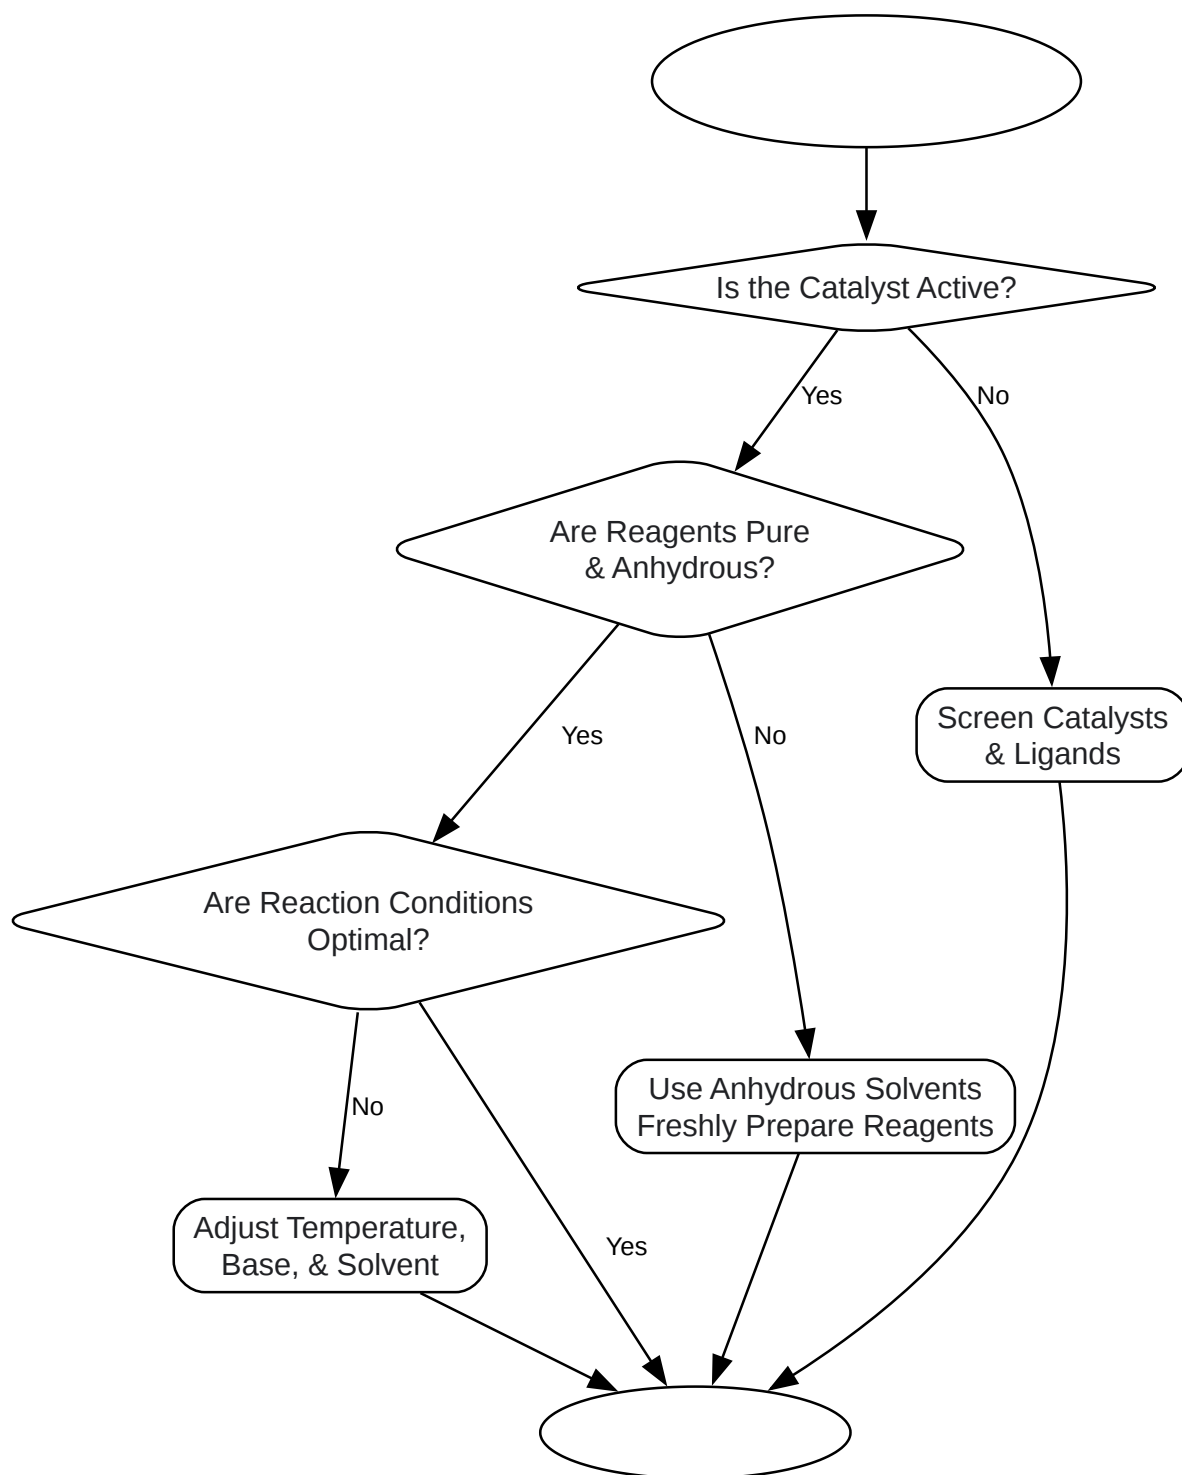 Is the Catalyst Active?
Yes
No
Are Reagents Pure
& Anhydrous?
Yes
No
Screen Catalysts
& Ligands
Are Reaction Conditions
Optimal?
No
Use Anhydrous Solvents
Freshly Prepare Reagents
Adjust Temperature,
Base, & Solvent
Yes